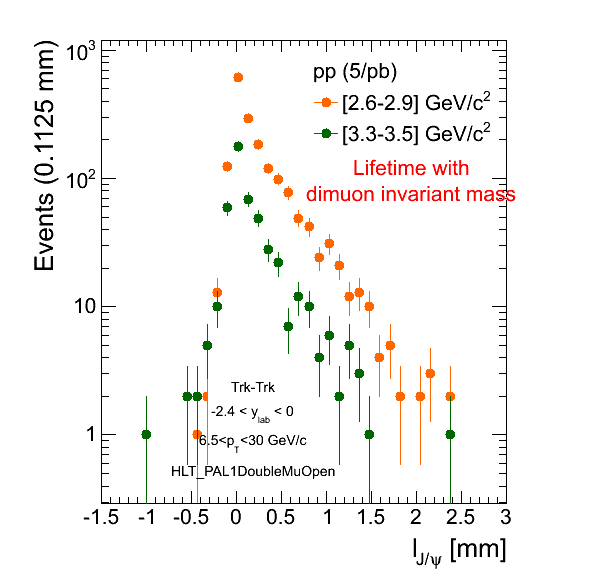 Events (0.1125 mm)
10³
10²
10
1
pp (5/pb)
[2.6-2.9] GeV/c²
[3.3-3.5] GeV/c²
Lifetime with
dimuon invariant mass
Trk-Trk
-2.4 < y_lab < 0
6.5<p_T<30 GeV/c
HLT_PAL1DoubleMuOpen
-1.5 -1 -0.5 0 0.5 1 1.5 2 2.5 3
l_J/ψ [mm]